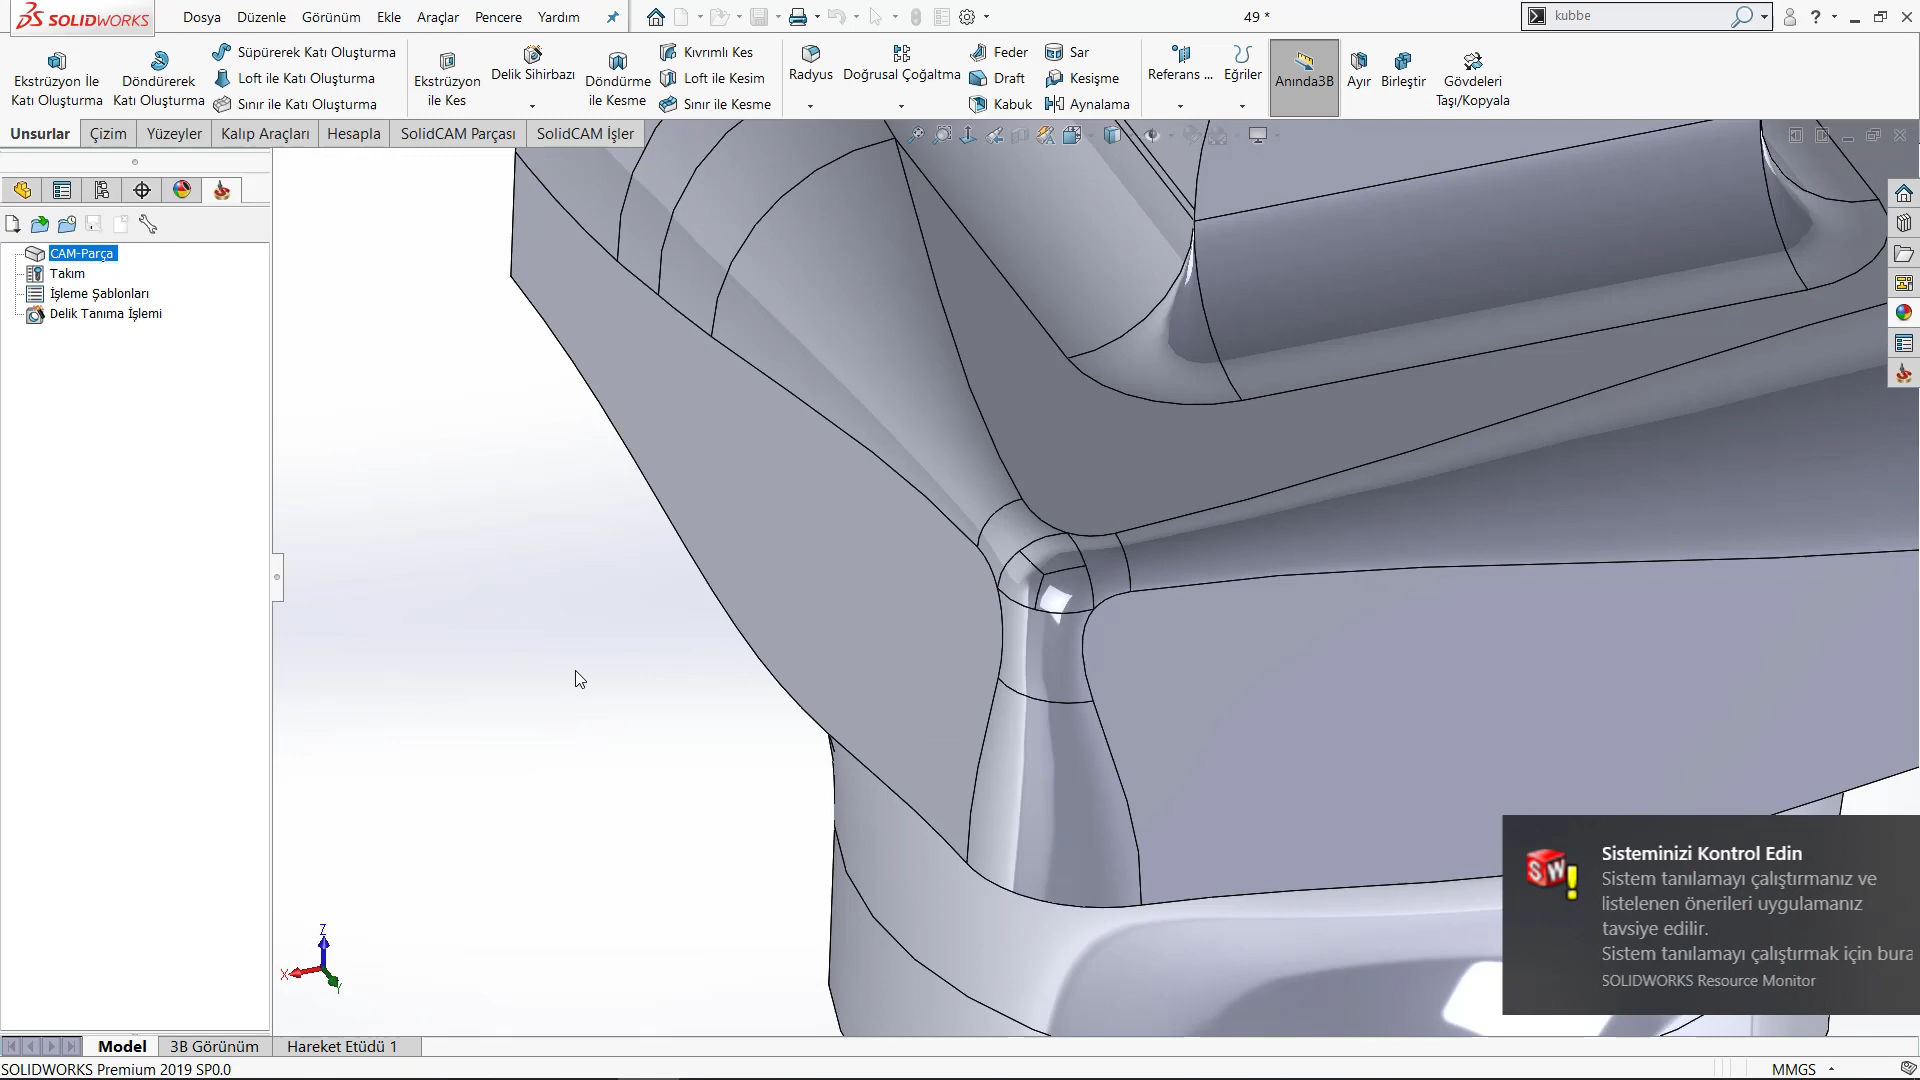 SOLIDWORKS
Dosya Düzenle Görünüm Ekle Araçlar Pencere Yardım
49 *
kubbe
?
Ekstrüzyon İle Katı Oluşturma
Döndürerek Katı Oluşturma
Süpürerek Katı Oluşturma
Loft ile Katı Oluşturma
Sınır ile Katı Oluşturma
Ekstrüzyon ile Kes
Delik Sihirbazı
Döndürme ile Kesme
Kıvrımlı Kes
Loft ile Kesim
Sınır ile Kesme
Radyus
Doğrusal Çoğaltma
Feder
Draft
Kabuk
Sar
Kesişme
Aynalama
Referans ...
Eğriler
Anında3B
Ayır
Birleştir
Gövdeleri Taşı/Kopyala
Unsurlar Çizim Yüzeyler Kalıp Araçları Hesapla SolidCAM Parçası SolidCAM İşler
CAM-Parça
Takım
İşleme Şablonları
Delik Tanıma İşlemi
Z
X
Y
Sisteminizi Kontrol Edin
Sistem tanılamayı çalıştırmanız ve
listelenen önerileri uygulamanız
tavsiye edilir.
Sistem tanılamayı çalıştırmak için bura
SOLIDWORKS Resource Monitor
Model 3B Görünüm Hareket Etüdü 1
SOLIDWORKS Premium 2019 SP0.0
MMGS